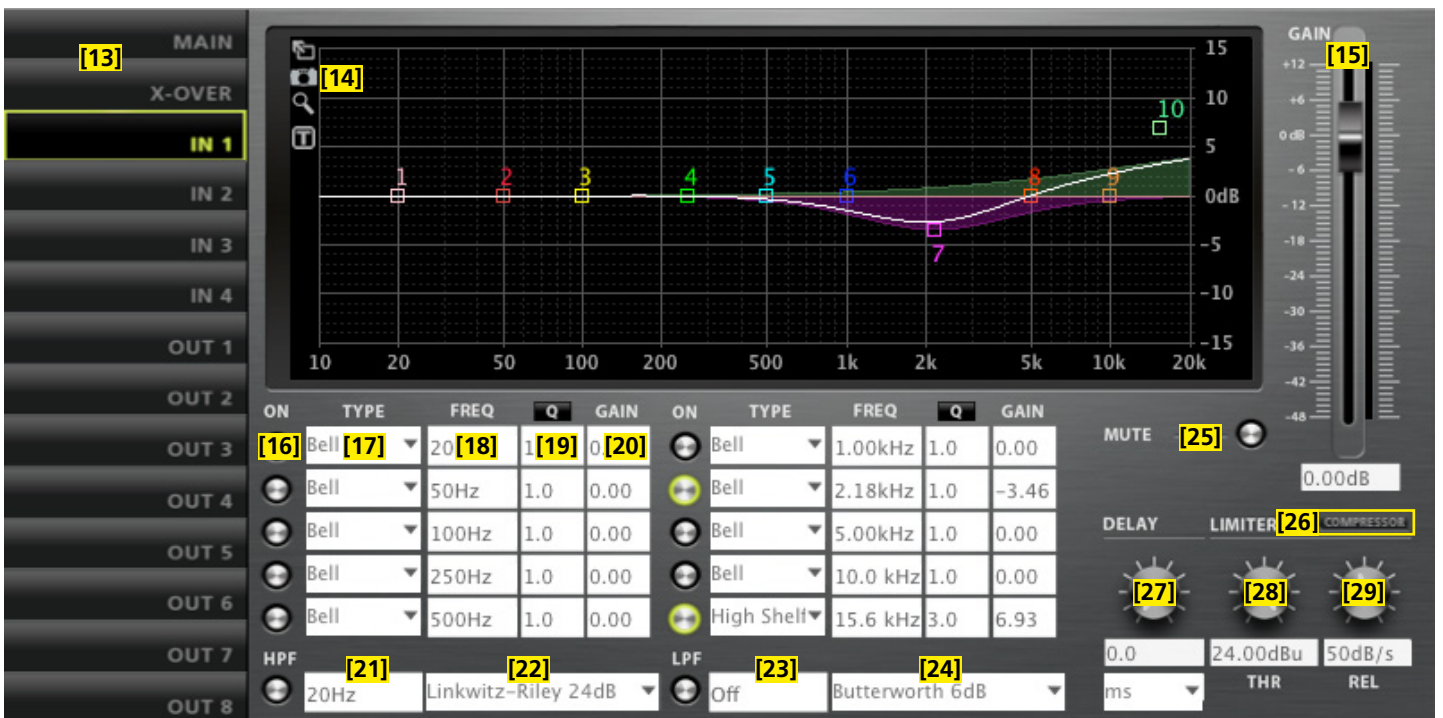 MAIN
[13]
X-OVER
IN 1
IN 2
IN 3
IN 4
OUT 1
OUT 2
OUT 3
OUT 4
OUT 5
OUT 6
OUT 7
OUT 8
[14]
T
15
10
5
0dB
-5
-10
-15
1 2 3 4 5 6 7 8 9 10
10 20 50 100 200 500 1k 2k 5k 10k 20k
GAIN
[15]
+12
+6
0 dB
-6
-12
-18
-24
-30
-36
-42
-48
0.00dB
ON TYPE FREQ Q GAIN ON TYPE FREQ Q GAIN
[16] Bell [17] 20 [18] 1 [19] 0. [20] Bell 1.00kHz 1.0 0.00
Bell 50Hz 1.0 0.00 Bell 2.18kHz 1.0 -3.46
Bell 100Hz 1.0 0.00 Bell 5.00kHz 1.0 0.00
Bell 250Hz 1.0 0.00 Bell 10.0 kHz 1.0 0.00
Bell 500Hz 1.0 0.00 High Shelf 15.6 kHz 3.0 6.93
HPF [21] [22] LPF [23] [24]
20Hz Linkwitz-Riley 24dB Off Butterworth 6dB
MUTE [25]
DELAY LIMITER [26] COMPRESSOR
[27] [28] [29]
0.0 24.00dBu 50dB/s
ms THR REL